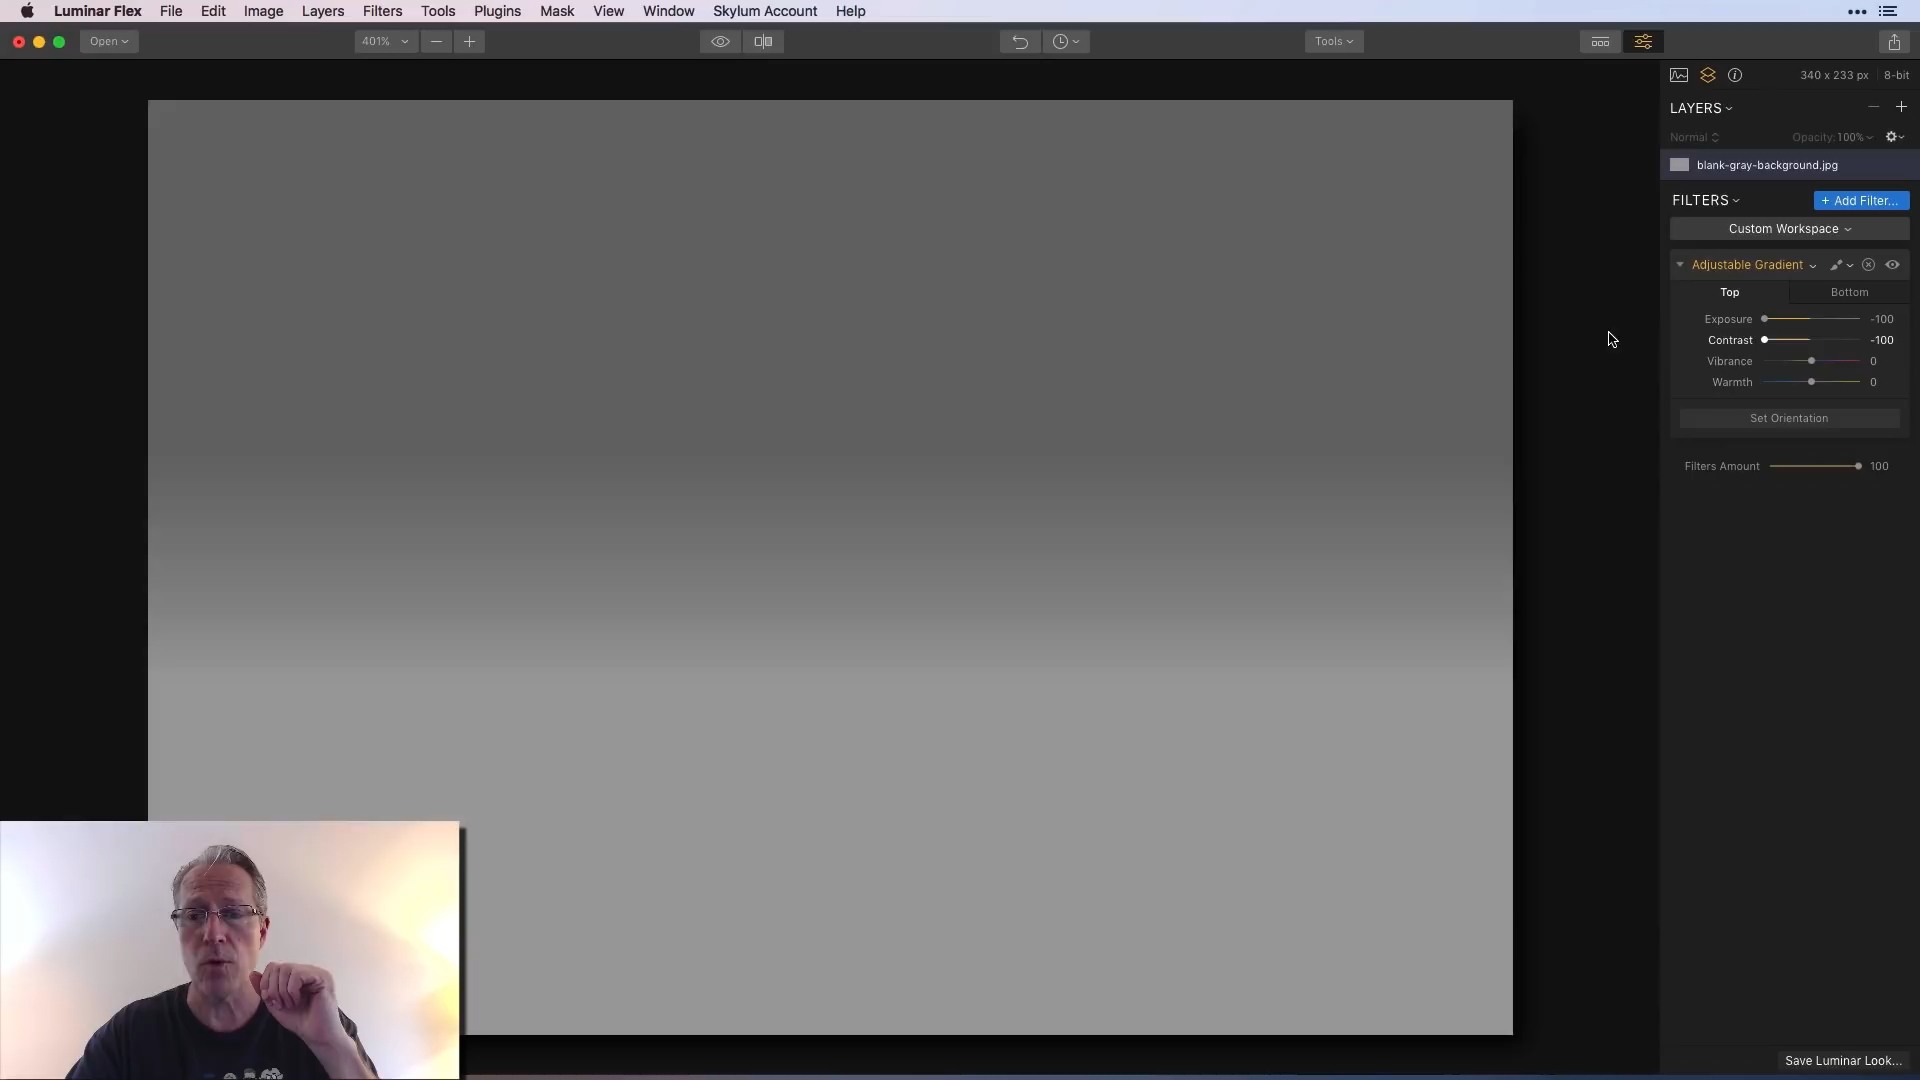 Luminar Flex File Edit Image Layers Filters Tools Plugins Mask View Window Skylum Account Help
Open 401% Tools
340 x 233 px 8-bit
LAYERS
Normal Opacity: 100%
blank-gray-background.jpg
FILTERS + Add Filter...
Custom Workspace
Adjustable Gradient
Top Bottom
Exposure -100
Contrast -100
Vibrance 0
Warmth 0
Set Orientation
Filters Amount 100
Save Luminar Look...